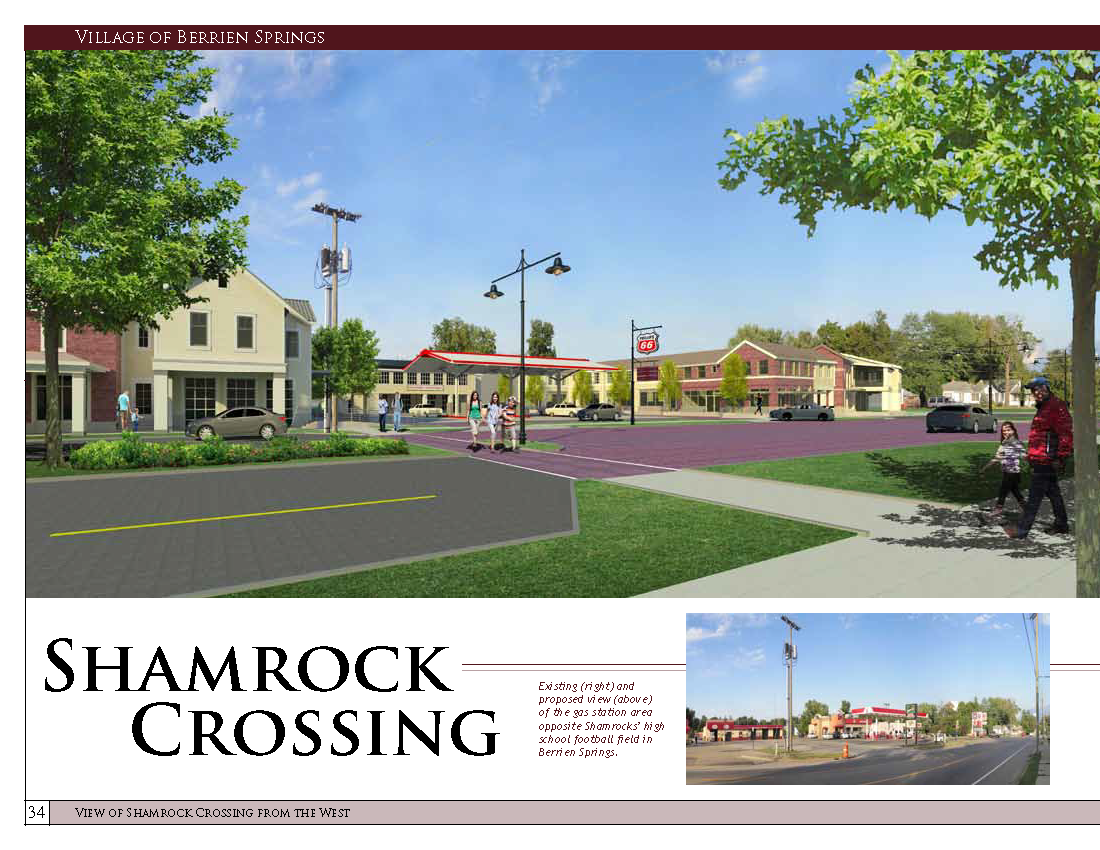 Village of Berrien Springs
66
Shamrock
Crossing
Existing (right) and
proposed view (above)
of the gas station area
opposite Shamrocks' high
school football field in
Berrien Springs.
34
View of Shamrock Crossing from the West